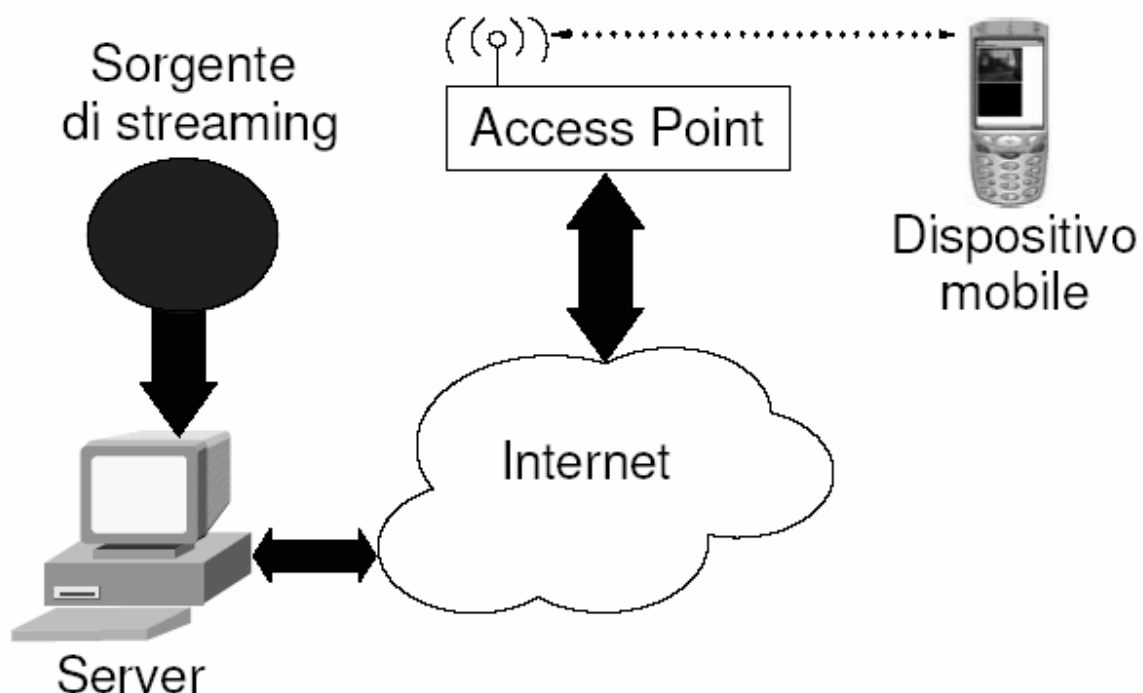 Sorgente
di streaming
Access Point
Dispositivo
mobile
Internet
Server